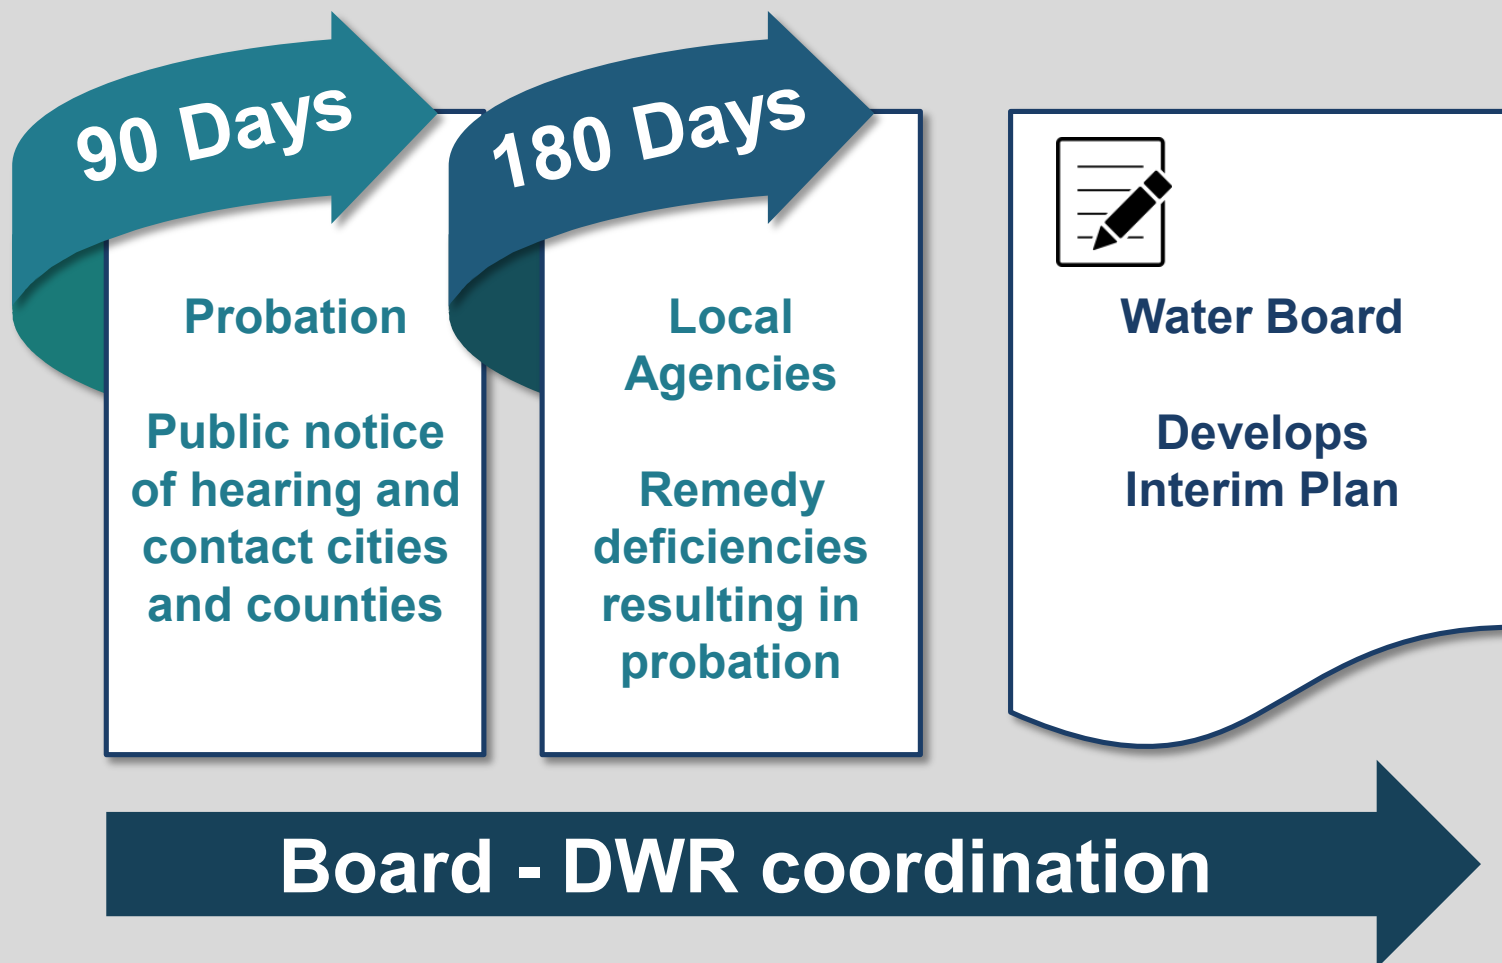 90 Days
Probation
Public notice
of hearing and
contact cities
and counties
180 Days
Local
Agencies
Remedy
deficiencies
resulting in
probation
Water Board
Develops
Interim Plan
Board - DWR coordination